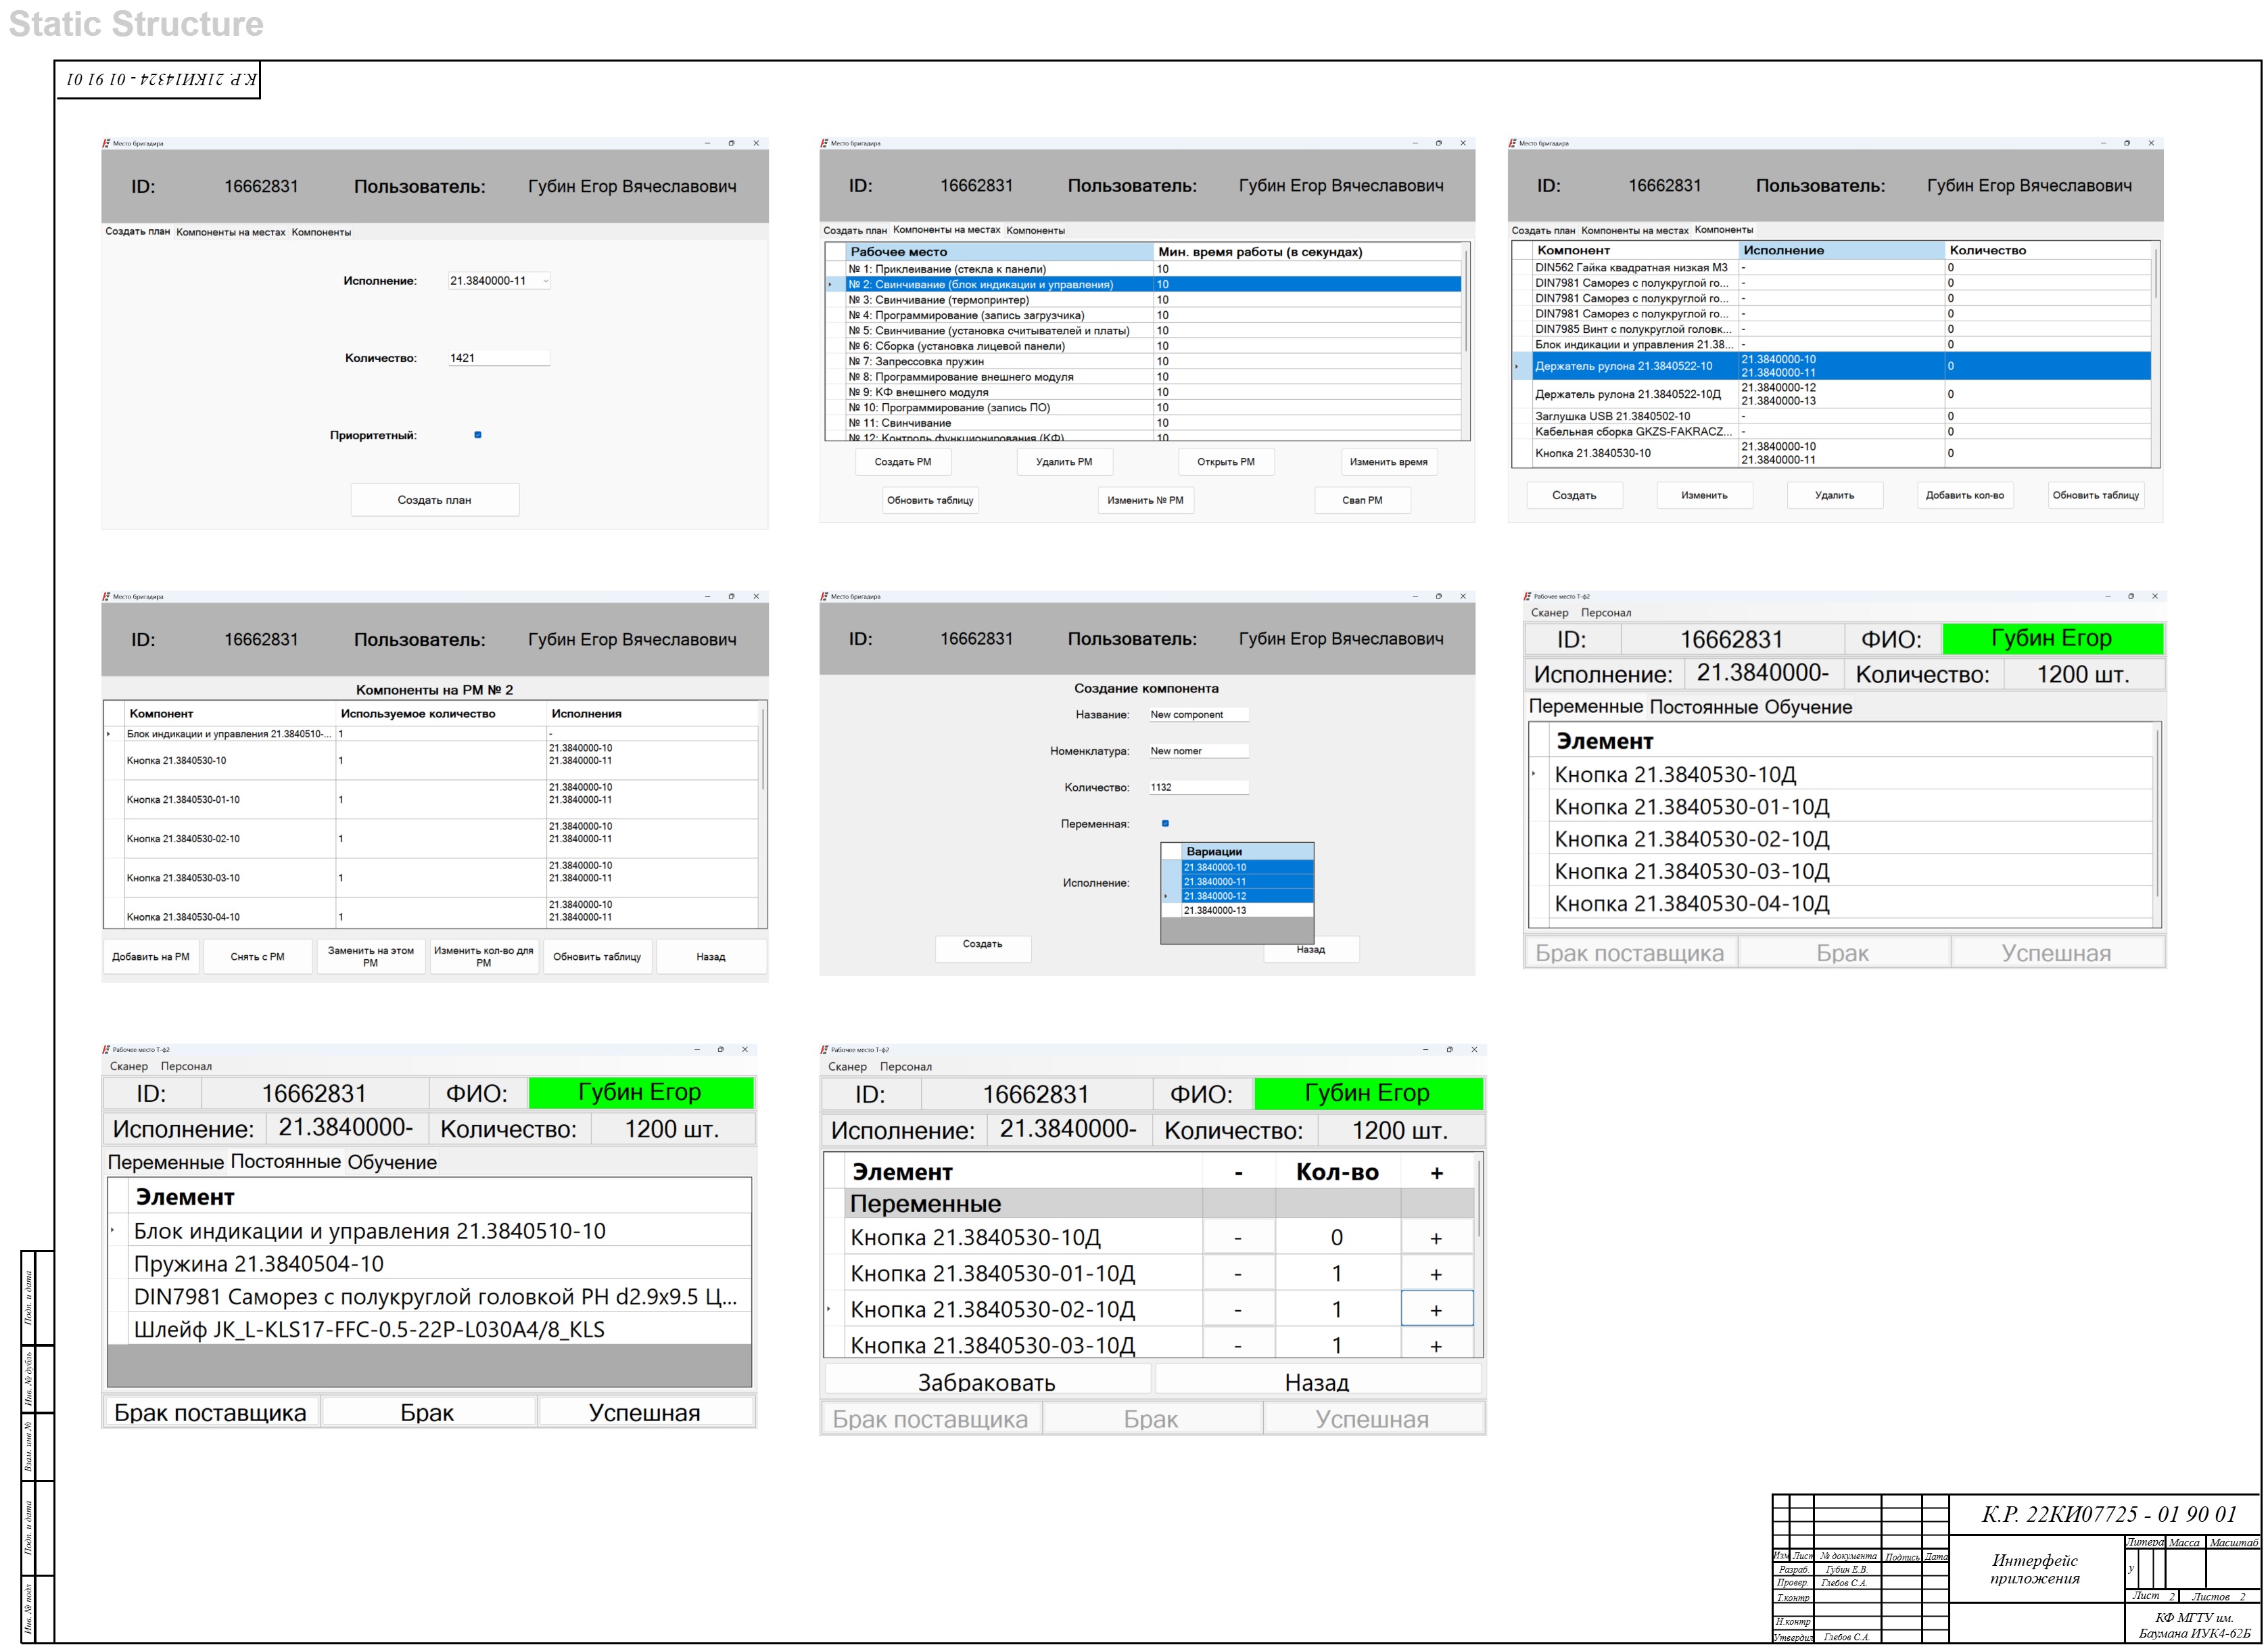 Static Structure
К.Р. 21КИ14324 - 01 91 01
Место бригадира
ID: 16662831 Пользователь: Губин Егор Вячеславович
Создать план Компоненты на местах Компоненты
Исполнение: 21.3840000-11
Количество: 1421
Приоритетный:
Создать план
Место бригадира
ID: 16662831 Пользователь: Губин Егор Вячеславович
Создать план Компоненты на местах Компоненты
Рабочее место Мин. время работы (в секундах)
№ 1: Приклеивание (стекла к панели) 10
№ 2: Свинчивание (блок индикации и управления) 10
№ 3: Свинчивание (термопринтер) 10
№ 4: Программирование (запись загрузчика) 10
№ 5: Свинчивание (установка считывателей и платы) 10
№ 6: Сборка (установка лицевой панели) 10
№ 7: Запрессовка пружин 10
№ 8: Программирование внешнего модуля 10
№ 9: КФ внешнего модуля 10
№ 10: Программирование (запись ПО) 10
№ 11: Свинчивание 10
№ 12: Контроль функционирования (КФ) 10
Создать РМ Удалить РМ Открыть РМ Изменить время
Обновить таблицу Изменить № РМ Свап РМ
Место бригадира
ID: 16662831 Пользователь: Губин Егор Вячеславович
Создать план Компоненты на местах Компоненты
Компонент Исполнение Количество
DIN562 Гайка квадратная низкая М3 - 0
DIN7981 Саморез с полукруглой го... - 0
DIN7981 Саморез с полукруглой го... - 0
DIN7981 Саморез с полукруглой го... - 0
DIN7985 Винт с полукруглой головк... - 0
Блок индикации и управления 21.38... - 0
Держатель рулона 21.3840522-10 21.3840000-10 0
21.3840000-11
Держатель рулона 21.3840522-10Д 21.3840000-12 0
21.3840000-13
Заглушка USB 21.3840502-10 - 0
Кабельная сборка GKZS-FAKRACZ... - 0
Кнопка 21.3840530-10 21.3840000-10 0
21.3840000-11
Создать Изменить Удалить Добавить кол-во Обновить таблицу
Место бригадира
ID: 16662831 Пользователь: Губин Егор Вячеславович
Компоненты на РМ № 2
Компонент Используемое количество Исполнения
Блок индикации и управления 21.3840510-... 1 -
Кнопка 21.3840530-10 1 21.3840000-10
21.3840000-11
Кнопка 21.3840530-01-10 1 21.3840000-10
21.3840000-11
Кнопка 21.3840530-02-10 1 21.3840000-10
21.3840000-11
Кнопка 21.3840530-03-10 1 21.3840000-10
21.3840000-11
Кнопка 21.3840530-04-10 1 21.3840000-10
21.3840000-11
Добавить на РМ Снять с РМ Заменить на этом РМ Изменить кол-во для РМ Обновить таблицу Назад
Место бригадира
ID: 16662831 Пользователь: Губин Егор Вячеславович
Создание компонента
Название: New component
Номенклатура: New nomer
Количество: 1132
Переменная:
Исполнение:
Вариации
21.3840000-10
21.3840000-11
21.3840000-12
21.3840000-13
Создать Назад
Рабочее место Т-ф2
Сканер Персонал
ID: 16662831 ФИО: Губин Егор
Исполнение: 21.3840000- Количество: 1200 шт.
Переменные Постоянные Обучение
Элемент
Кнопка 21.3840530-10Д
Кнопка 21.3840530-01-10Д
Кнопка 21.3840530-02-10Д
Кнопка 21.3840530-03-10Д
Кнопка 21.3840530-04-10Д
Брак поставщика Брак Успешная
Рабочее место Т-ф2
Сканер Персонал
ID: 16662831 ФИО: Губин Егор
Исполнение: 21.3840000- Количество: 1200 шт.
Переменные Постоянные Обучение
Элемент
Блок индикации и управления 21.3840510-10
Пружина 21.3840504-10
DIN7981 Саморез с полукруглой головкой PH d2.9x9.5 Ц...
Шлейф JK_L-KLS17-FFC-0.5-22P-L030A4/8_KLS
Брак поставщика Брак Успешная
Рабочее место Т-ф2
Сканер Персонал
ID: 16662831 ФИО: Губин Егор
Исполнение: 21.3840000- Количество: 1200 шт.
Элемент - Кол-во +
Переменные
Кнопка 21.3840530-10Д - 0 +
Кнопка 21.3840530-01-10Д - 1 +
Кнопка 21.3840530-02-10Д - 1 +
Кнопка 21.3840530-03-10Д - 1 +
Забраковать Назад
Брак поставщика Брак Успешная
Подп. и дата
Инв. № дубль
Взам. инв №
Подп. и дата
Инв. № подл
К.Р. 22КИ07725 - 01 90 01
Изм Лист № документа Подпись Дата
Разраб. Губин Е.В.
Провер. Глебов С.А.
Т.контр
Н.контр
Утвердил Глебов С.А.
Интерфейс
приложения
Литера Масса Масштаб
У
Лист 2 Листов 2
КФ МГТУ им.
Баумана ИУК4-62Б